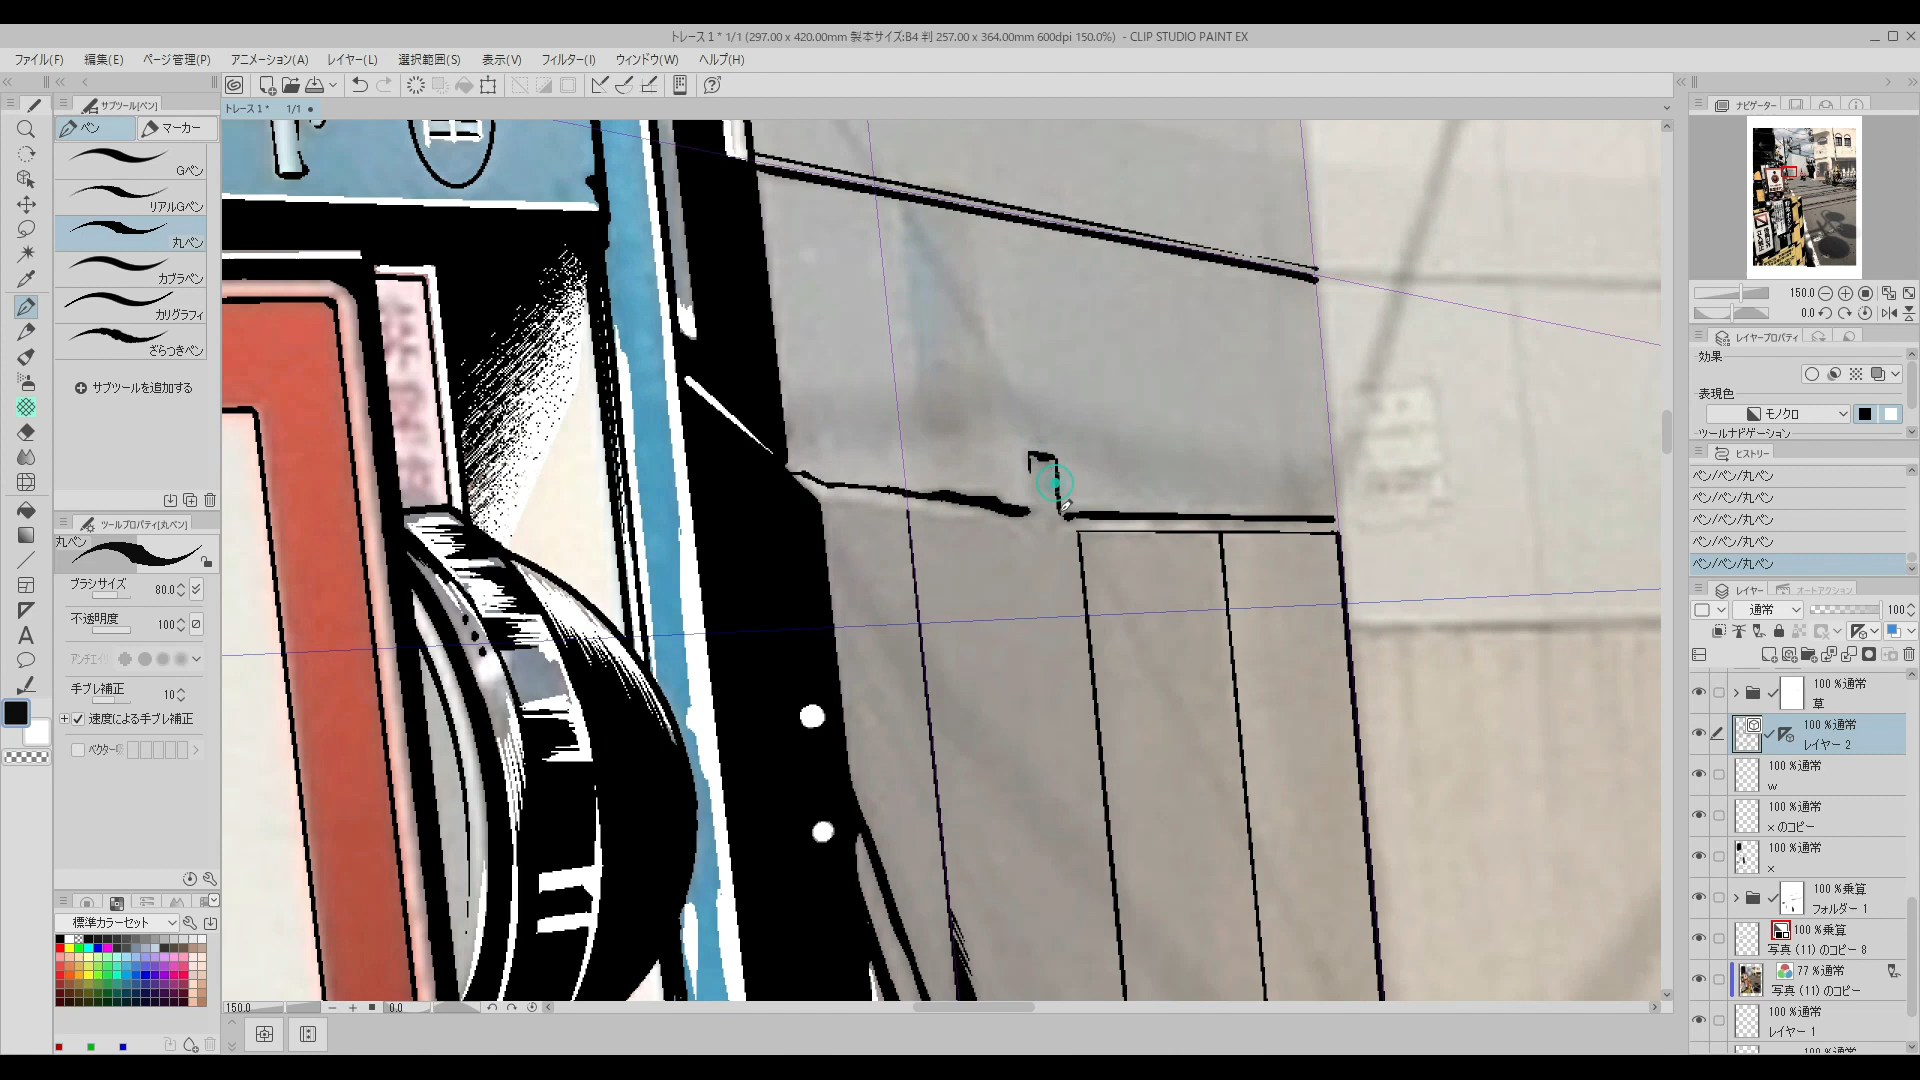 トレース１* 1/1 (297.00 x 420.00mm 製本サイズ:B4 判 257.00 x 364.00mm 600dpi 150.0%)  - CLIP STUDIO PAINT EX
ファイル(F) 編集(E) ページ管理(P) アニメーション(A) レイヤー(L) 選択範囲(S) 表示(V) フィルター(I) ウィンドウ(W) ヘルプ(H)
サブツール[ペン]
ペン マーカー
Gペン
リアルGペン
丸ペン
カブラペン
カリグラフィ
ざらつきペン
サブツールを追加する
ツールプロパティ[丸ペン]
丸ペン
ブラシサイズ 80.0
不透明度 100
手ブレ補正 10
速度による手ブレ補正
標準カラーセット
トレース１* 1/1
150.0 0.0
ナビゲーター
150.0
0.0
レイヤープロパティ
効果
表現色
モノクロ
ツールナビゲーション
ヒストリー
ペン/ペン/丸ペン
ペン/ペン/丸ペン
ペン/ペン/丸ペン
ペン/ペン/丸ペン
ペン/ペン/丸ペン
レイヤー オートアクション
通常 100
100 %通常
草
100 %通常
レイヤー 2
100 %通常
w
100 %通常
x のコピー
100 %通常
x
100 %乗算
フォルダー 1
100 %乗算
写真 (11) のコピー 8
77 %通常
写真 (11) のコピー
100 %通常
レイヤー 1